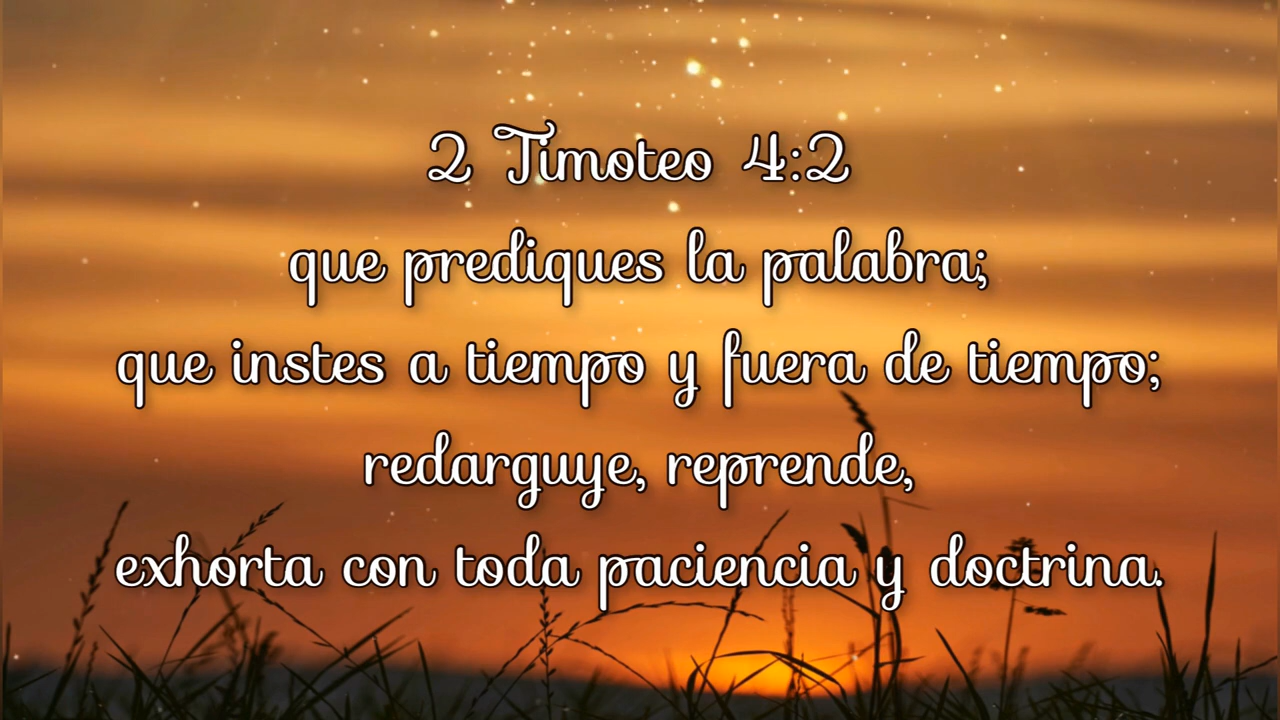 2 Timoteo 4:2
que prediques la palabra;
que instes a tiempo y fuera de tiempo;
redarguye, reprende,
exhorta con toda paciencia y doctrina.